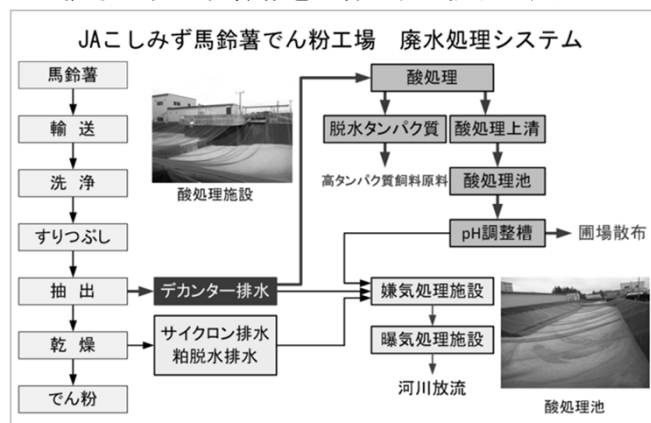 JAこしみず馬鈴薯でん粉工場　廃水処理システム
馬鈴薯
輸送
洗浄
すりつぶし
抽出
乾燥
でん粉
酸処理施設
デカンター排水
サイクロン排水
粕脱水排水
酸処理
脱水タンパク質
酸処理上清
高タンパク質飼料原料
酸処理池
pH調整槽
圃場散布
嫌気処理施設
曝気処理施設
河川放流
酸処理池